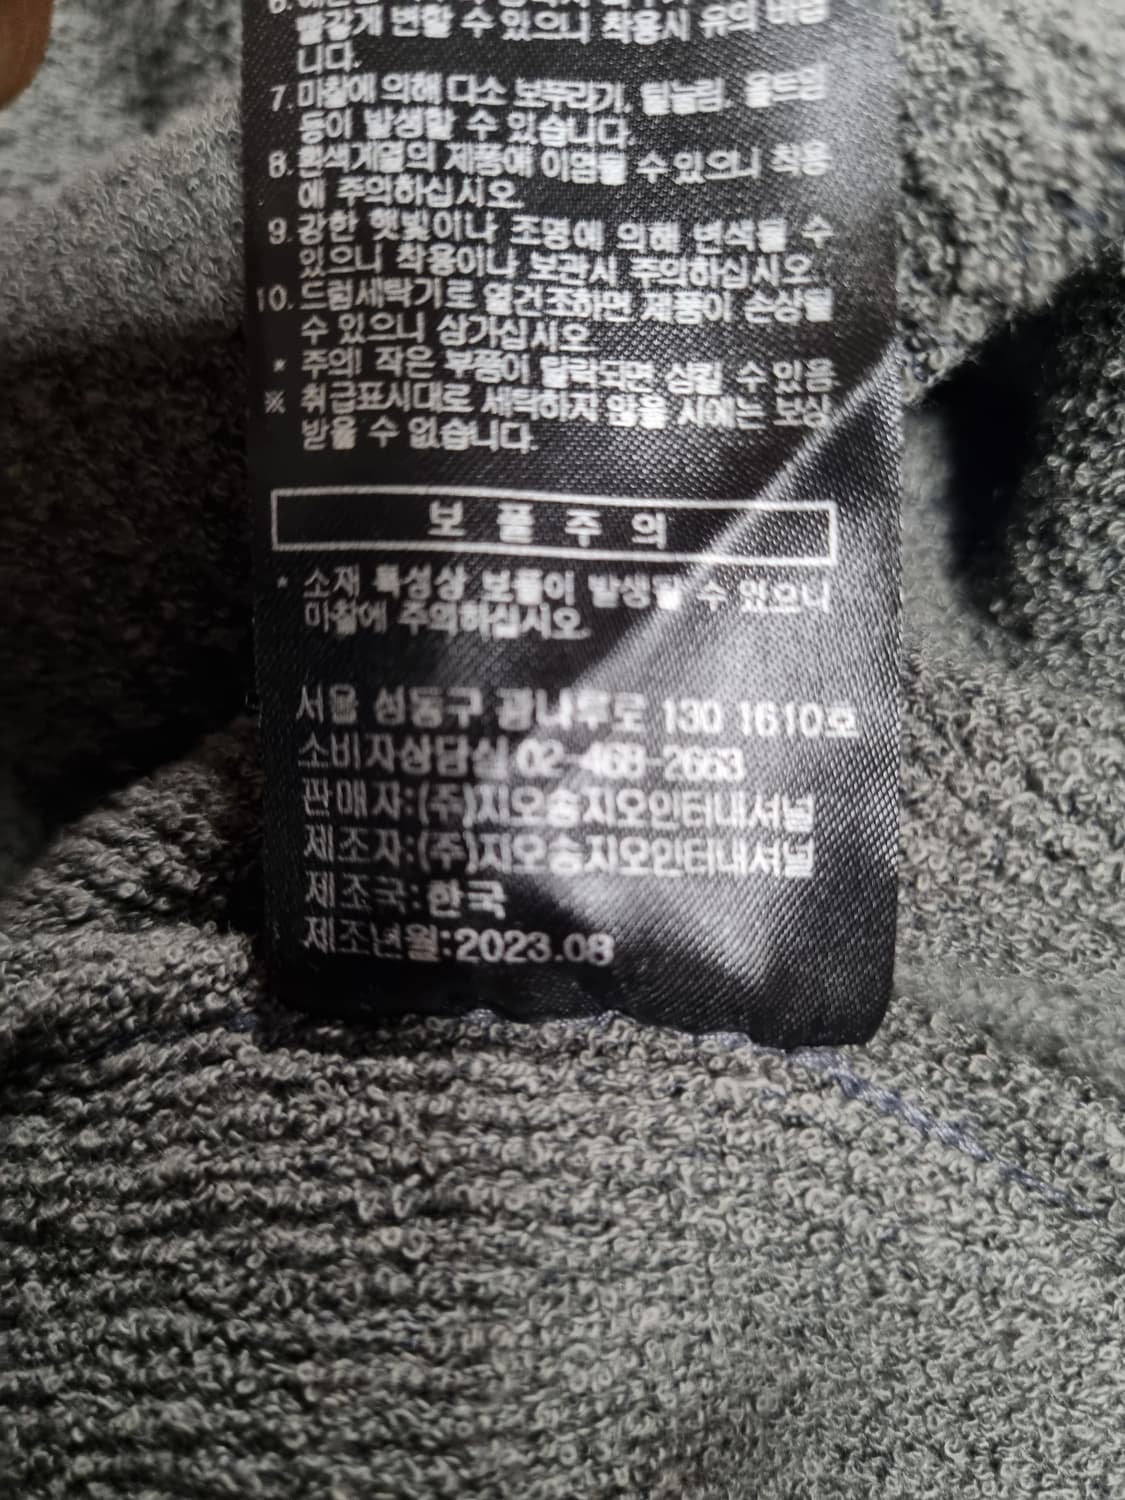 빨갛게 변할 수 있으니 착용시 유의 바랍
니다.
7. 마찰에 의해 다소 보푸라기, 털눌림, 올트임
등이 발생할 수 있습니다.
8. 흰색계열의 제품에 이염될 수 있으니 착용
에 주의하십시오.
9. 강한 햇빛이나 조명에 의해 변색될 수
있으니 착용이나 보관시 주의하십시오.
10. 드럼세탁기로 열건조하면 제품이 손상될
수 있으니 삼가십시오.
* 주의! 작은 부품이 탈락되면 삼킬 수 있음
※ 취급표시대로 세탁하지 않을 시에는 보상
받을 수 없습니다.
보 풀 주 의
* 소재 특성상 보풀이 발생될 수 있으니
마찰에 주의하십시오.
서울 성동구 광나루로 130 1610호
소비자상담실 02-468-2663
판매자:(주)지오송지오인터내셔널
제조자:(주)지오송지오인터내셔널
제조국:한국
제조년월:2023.08